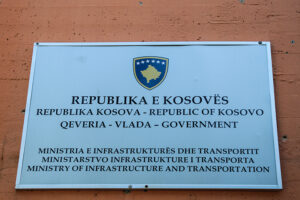 REPUBLIKA E KOSOVËS
REPUBLIKA KOSOVA - REPUBLIC OF KOSOVO
QEVERIA - VLADA - GOVERNMENT
MINISTRIA E INFRASTRUKTURËS DHE TRANSPORTIT
MINISTARSTVO INFRASTRUKTURE I TRANSPORTA
MINISTRY OF INFRASTRUCTURE AND TRANSPORTATION